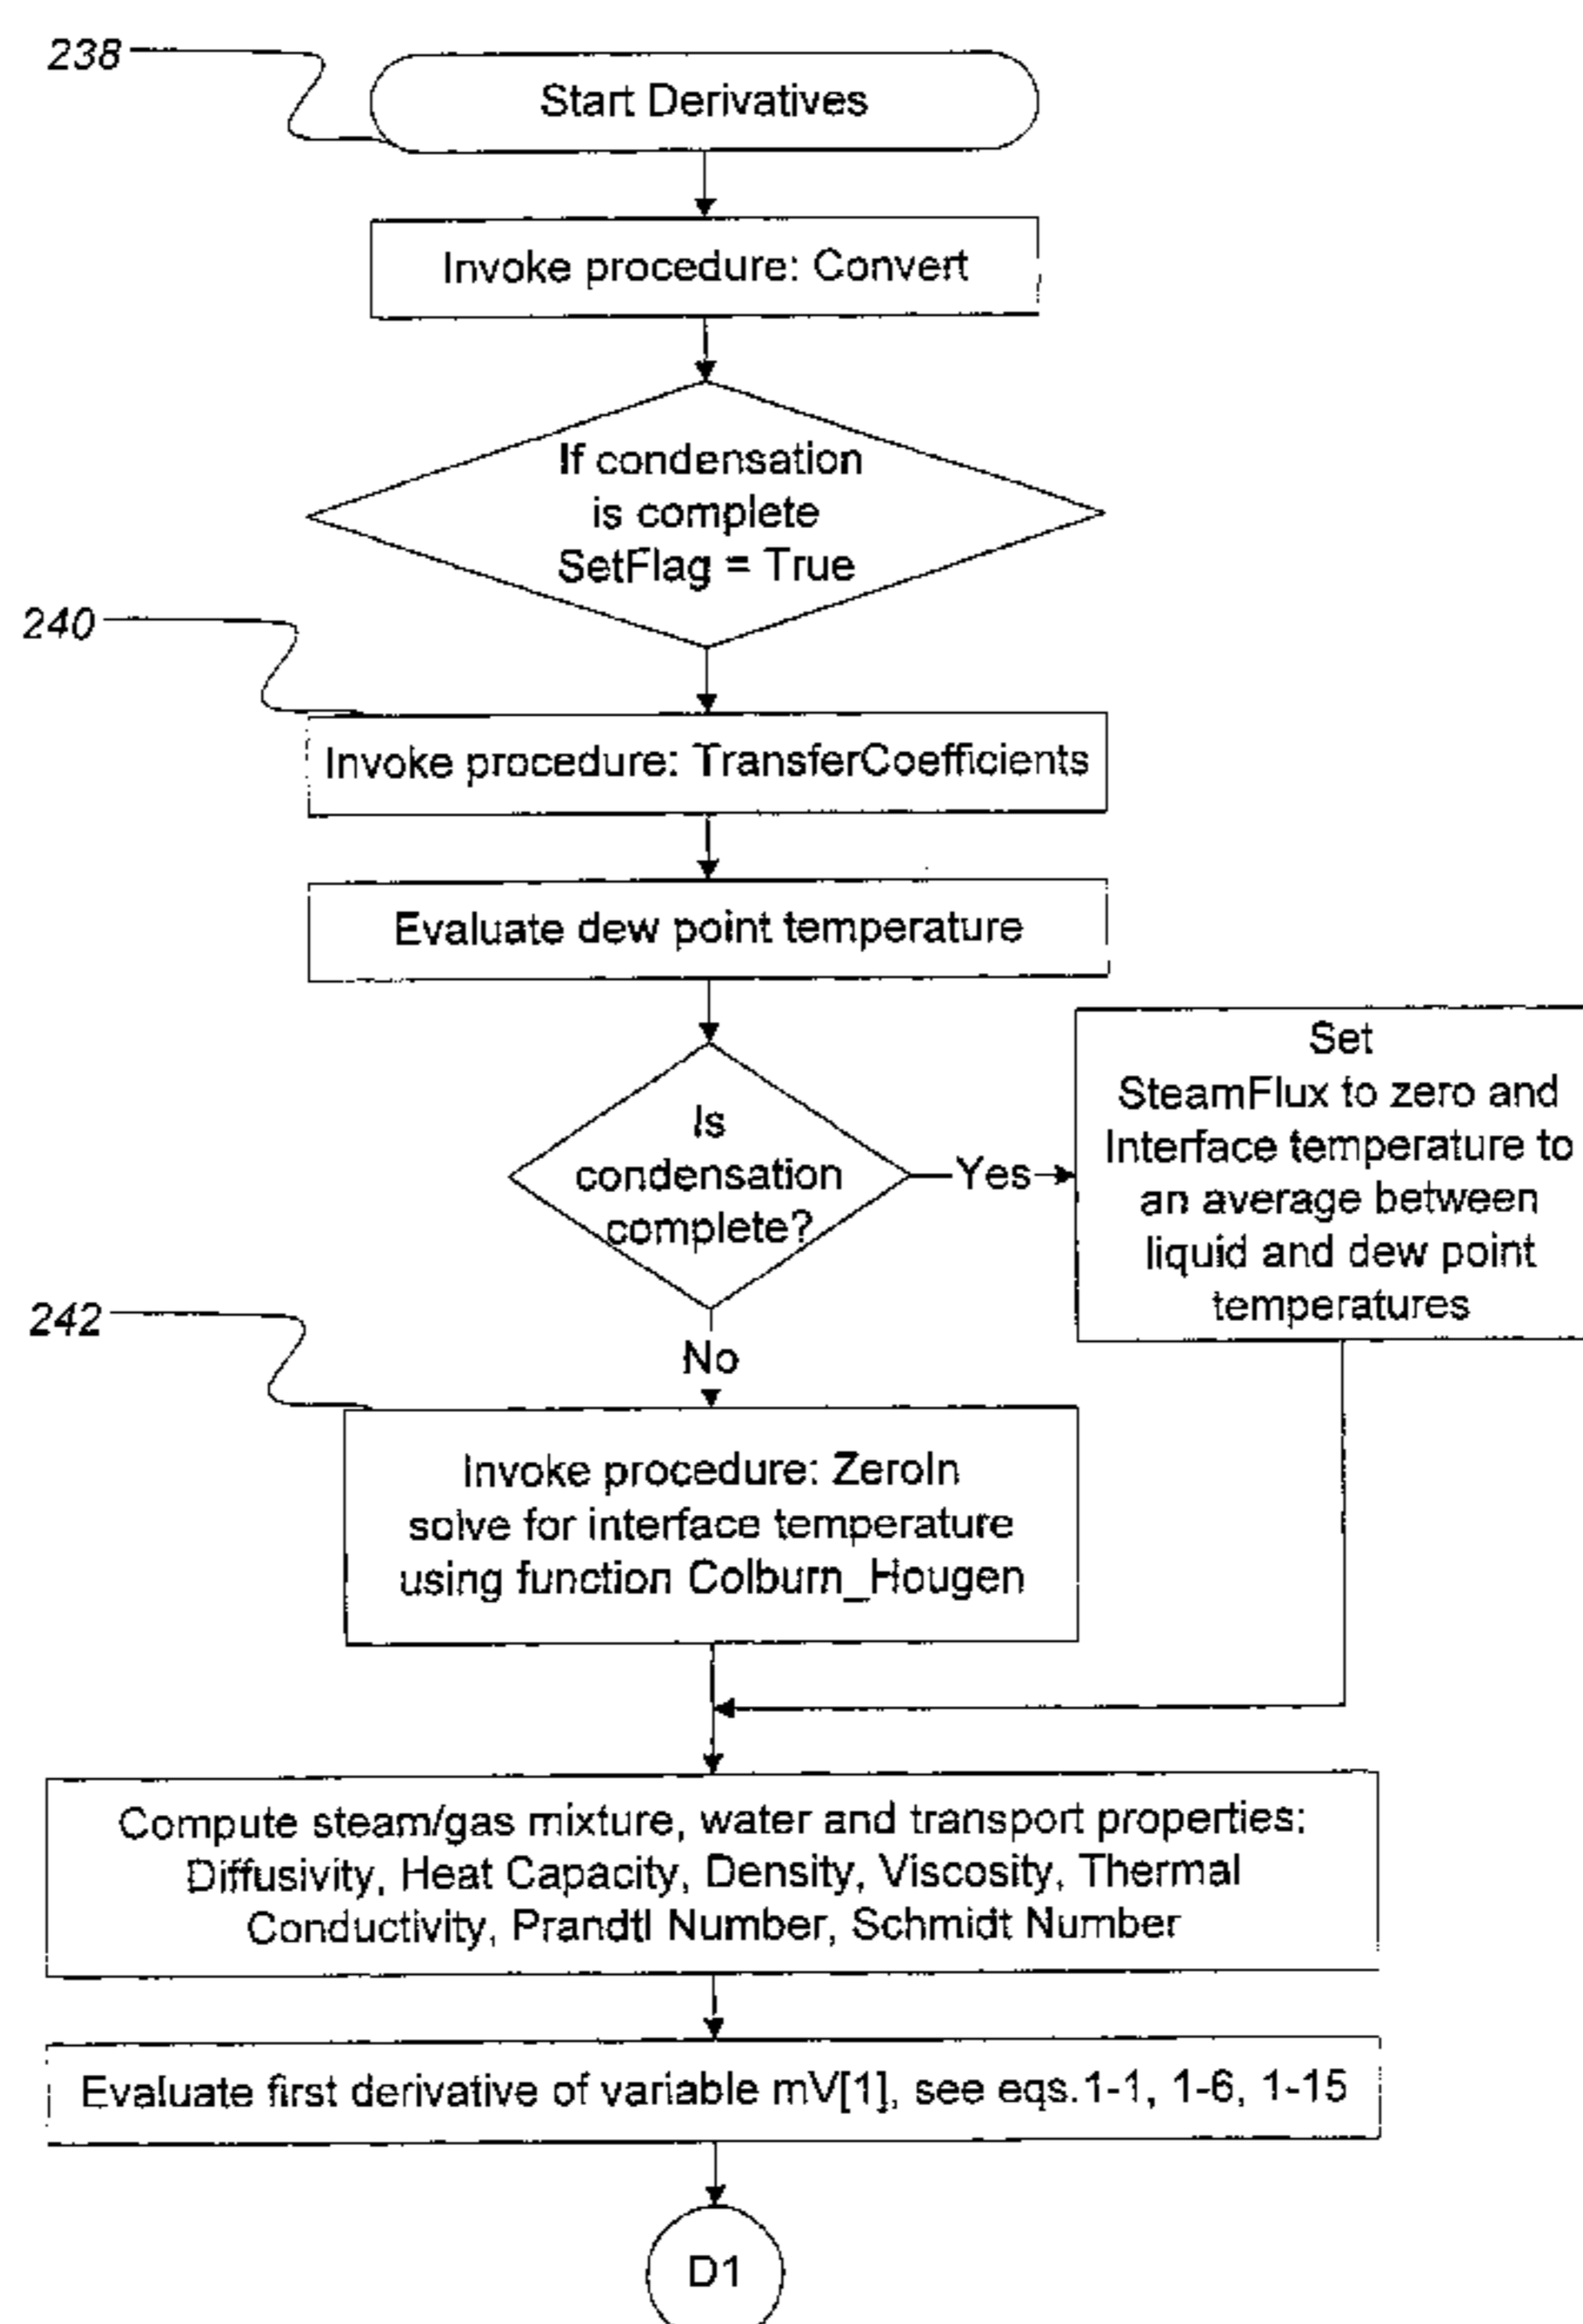 238
Start Derivatives
Invoke procedure: Convert
If condensation
is complete
SetFlag = True
240
Invoke procedure: TransferCoefficients
Evaluate dew point temperature
Is
condensation
complete?
Yes
Set
SteamFlux to zero and
Interface temperature to
an average between
liquid and dew point
temperatures
No
242
Invoke procedure: ZeroIn
solve for interface temperature
using function Colburn_Hougen
Compute steam/gas mixture, water and transport properties:
Diffusivity, Heat Capacity, Density, Viscosity, Thermal
Conductivity, Prandtl Number, Schmidt Number
Evaluate first derivative of variable mV[1], see eqs.1-1, 1-6, 1-15
D1